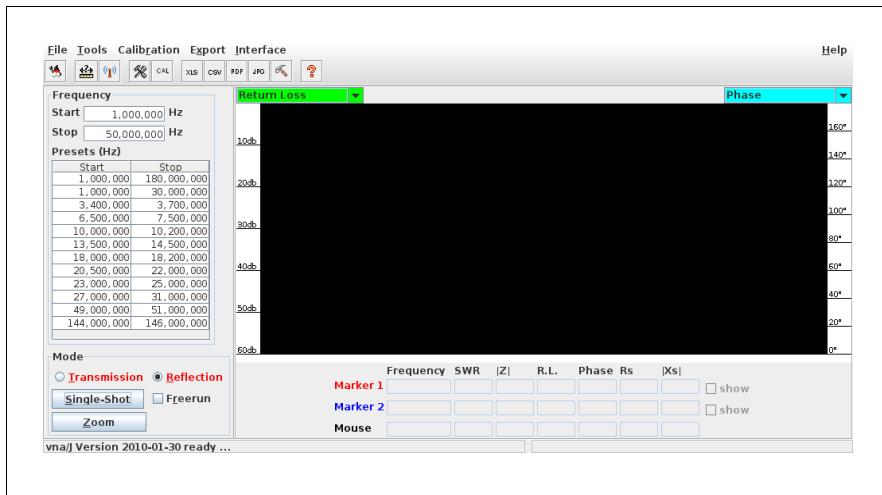 File Tools Calibration Export Interface Help
CAL XLS CSV PDF JPG ?
Frequency
Start 1,000,000 Hz
Stop 50,000,000 Hz
Presets (Hz)
Start Stop
1,000,000 180,000,000
1,000,000 30,000,000
3,400,000 3,700,000
6,500,000 7,500,000
10,000,000 10,200,000
13,500,000 14,500,000
18,000,000 18,200,000
20,500,000 22,000,000
23,000,000 25,000,000
27,000,000 31,000,000
49,000,000 51,000,000
144,000,000 146,000,000
Mode
Transmission Reflection
Single-Shot Freerun
Zoom
Return Loss Phase
10db
20db
30db
40db
50db
60db
160°
140°
120°
100°
80°
60°
40°
20°
0°
Frequency SWR |Z| R.L. Phase Rs |Xs|
Marker 1 show
Marker 2 show
Mouse
vna/J Version 2010-01-30 ready ...